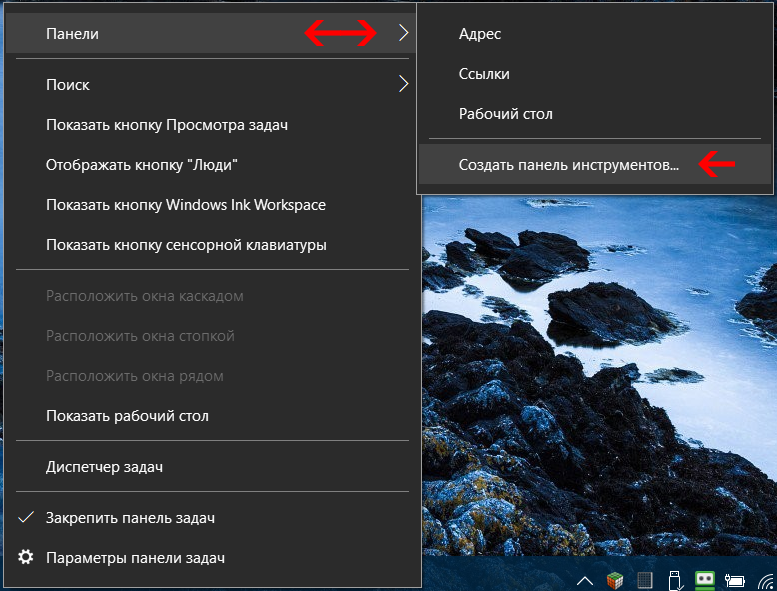 Панели
Поиск
Показать кнопку Просмотра задач
Отображать кнопку "Люди"
Показать кнопку Windows Ink Workspace
Показать кнопку сенсорной клавиатуры
Расположить окна каскадом
Расположить окна стопкой
Расположить окна рядом
Показать рабочий стол
Диспетчер задач
Закрепить панель задач
Параметры панели задач
Адрес
Ссылки
Рабочий стол
Создать панель инструментов...